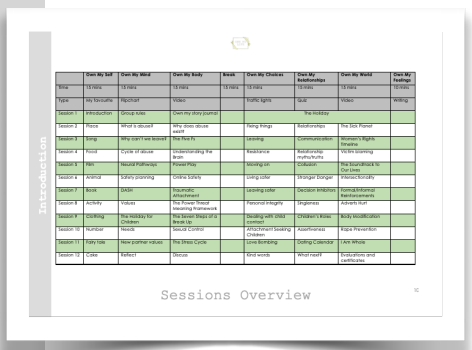 Introduction
Own My Self Own My Mind Own My Body Break Own My Choices Own My Relationships Own My World Own My Feelings
Time 15 mins 15 mins 15 mins 15 mins 15 mins 15 mins 15 mins 10 mins
Type My favourite Flipchart Video Traffic lights Quiz Video Writing
Session 1 Introduction Group rules Own my story journal The Holiday
Session 2 Place What is abuse? Why does abuse exist? Fixing things Relationships The Sick Planet
Session 3 Song Why can't we leave? The Five Fs Leaving Communication Women's Rights Timeline
Session 4 Food Cycle of abuse Understanding the Brain Resistance Relationship myths/truths Victim blaming
Session 5 Film Neural Pathways Power Play Moving on Collusion The Soundtrack to Our Lives
Session 6 Animal Safety planning Online Safety Living safer Stranger Danger Intersectionality
Session 7 Book DASH Traumatic Attachment Leaving safer Decision Inhibitors Formal/Informal Reinforcements
Session 8 Activity Values The Power Threat Meaning Framework Personal Integrity Singleness Adverts Hurt
Session 9 Clothing The Holiday for Children The Seven Steps of a Break Up Dealing with child contact Children's Roles Body Modification
Session 10 Number Needs Sexual Control Attachment Seeking Children Assertiveness Rape Prevention
Session 11 Fairy tale New partner values The Stress Cycle Love Bombing Dating Calendar I Am Whole
Session 12 Cake Reflect Discuss Kind words What next? Evaluations and certificates
Sessions Overview